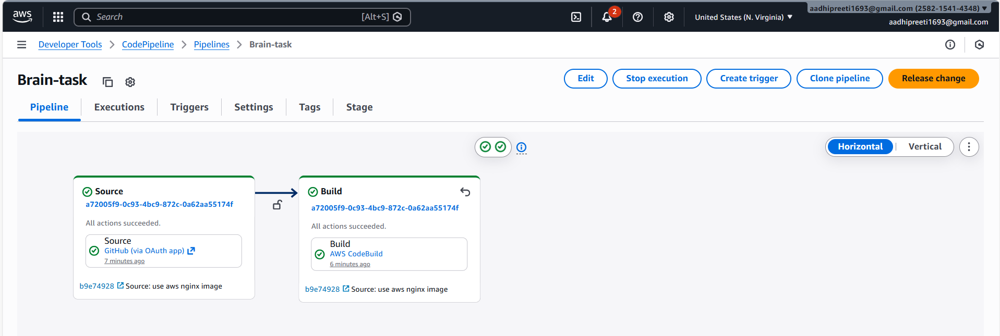 aws
Search
[Alt+S]
2
United States (N. Virginia)
aadhipreeti1693@gmail.com (2582-1541-4348)
aadhipreeti1693@gmail.com
Developer Tools
CodePipeline
Pipelines
Brain-task
Brain-task
Edit
Stop execution
Create trigger
Clone pipeline
Release change
Pipeline
Executions
Triggers
Settings
Tags
Stage
Horizontal
Vertical
Source
a72005f9-0c93-4bc9-872c-0a62aa55174f
All actions succeeded.
Source
GitHub (via OAuth app)
7 minutes ago
b9e74928 Source: use aws nginx image
Build
a72005f9-0c93-4bc9-872c-0a62aa55174f
All actions succeeded.
Build
AWS CodeBuild
6 minutes ago
b9e74928 Source: use aws nginx image